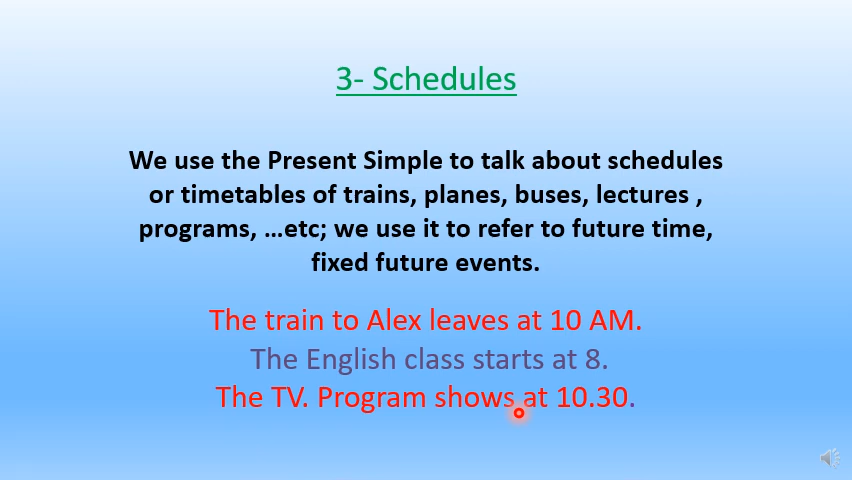 3- Schedules
We use the Present Simple to talk about schedules
or timetables of trains, planes, buses, lectures ,
programs, …etc; we use it to refer to future time,
fixed future events.
The train to Alex leaves at 10 AM.
The English class starts at 8.
The TV. Program shows at 10.30.